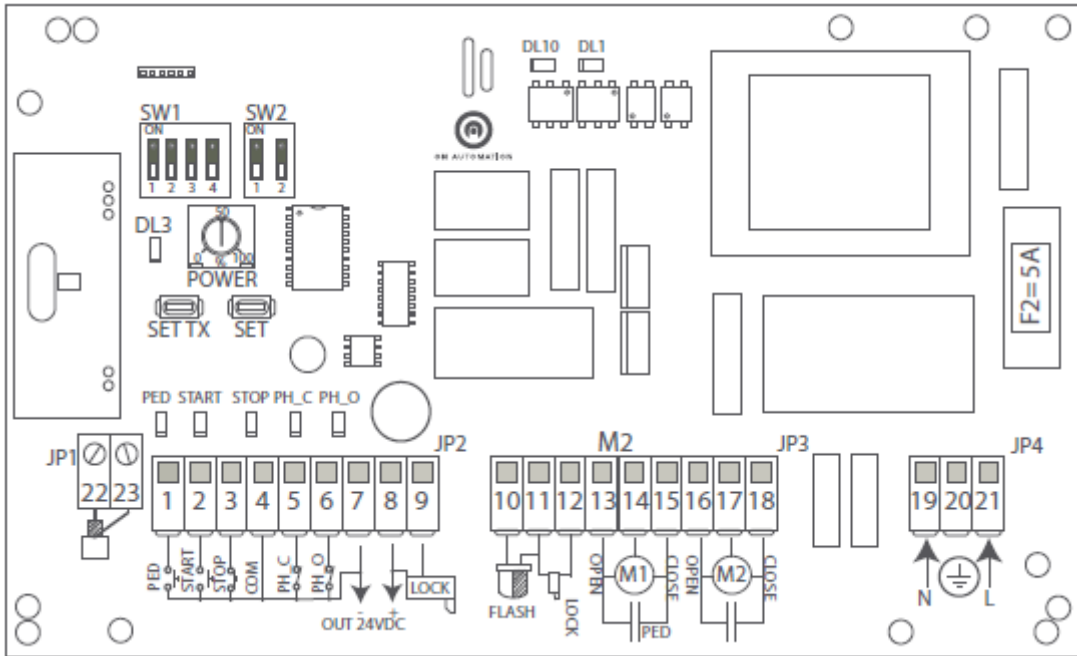 DL10 DL1
SW1 SW2
ON ON
1 2 3 4 1 2
GM AUTOMATION
DL3
50
0 % 100
POWER
SET TX SET
F2=5A
PED START STOP PH_C PH_O
JP1 JP2 M2 JP3 JP4
22 23 1 2 3 4 5 6 7 8 9 10 11 12 13 14 15 16 17 18 19 20 21
PED START STOP COM PH_C PH_O
- +
OUT 24VDC
LOCK
FLASH
LOCK
OPEN M1 CLOSE
PED
OPEN M2 CLOSE
N L